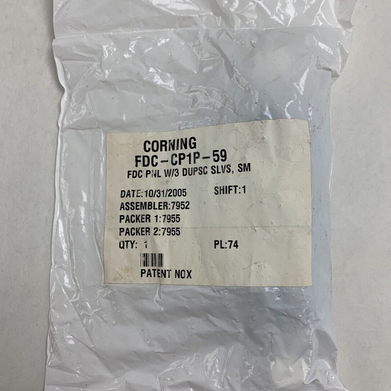 CORNING
FDC-CP1P-59
FDC PNL W/3 DUPSC SLVS, SM
DATE:10/31/2005 SHIFT:1
ASSEMBLER:7952
PACKER 1:7955
PACKER 2:7955
QTY: 1 PL:74
PATENT NOX